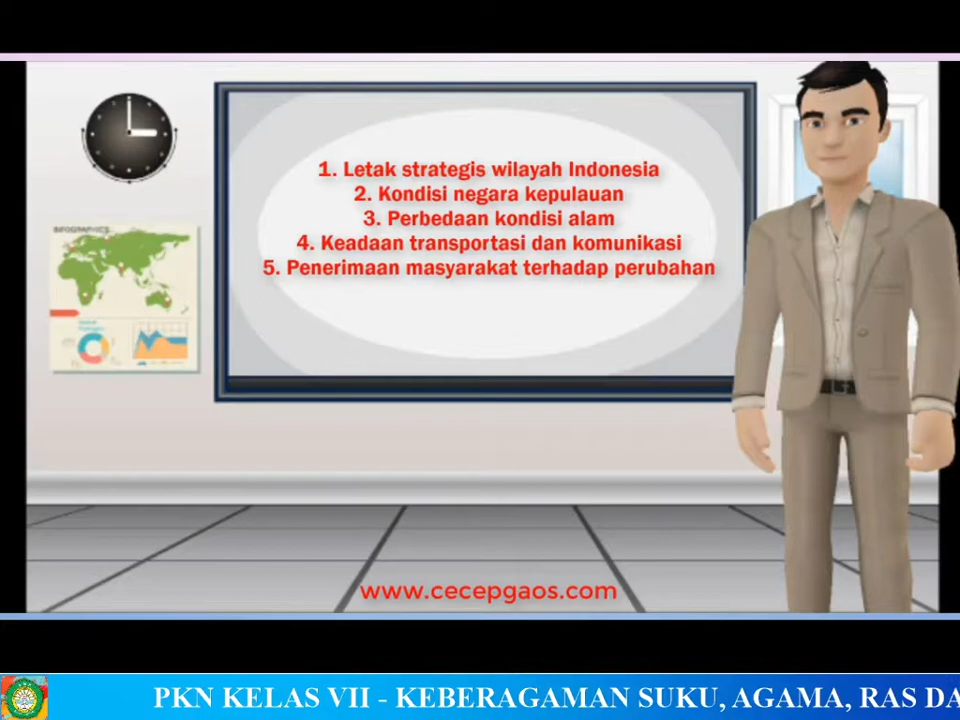 1. Letak strategis wilayah Indonesia
2. Kondisi negara kepulauan
3. Perbedaan kondisi alam
4. Keadaan transportasi dan komunikasi
5. Penerimaan masyarakat terhadap perubahan
INFOGRAPHICS
www.cecepgaos.com
PKN KELAS VII - KEBERAGAMAN SUKU, AGAMA, RAS DA